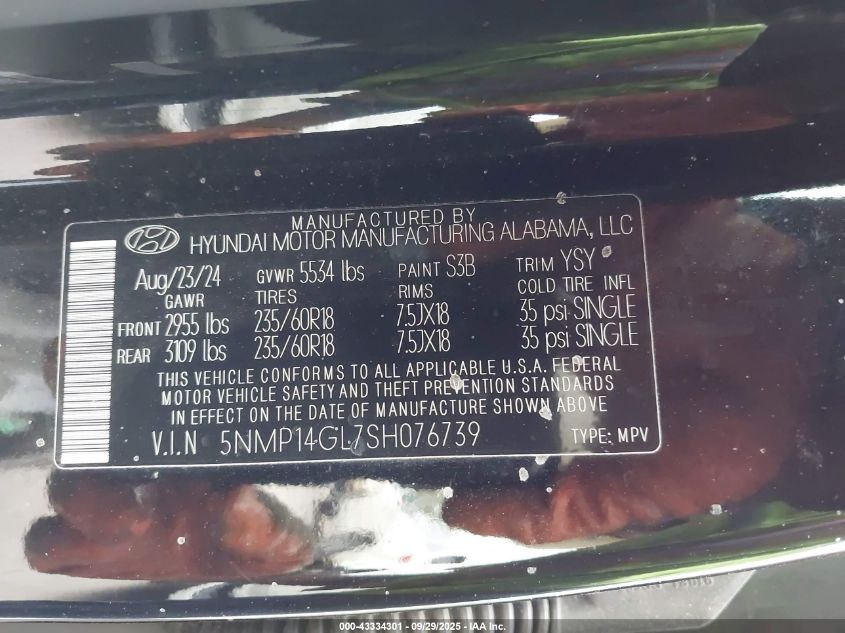 MANUFACTURED BY
HYUNDAI MOTOR MANUFACTURING ALABAMA, LLC
Aug/23/24 GVWR 5534 lbs PAINT S3B TRIM YSY
GAWR TIRES RIMS COLD TIRE INFL
FRONT 2955 lbs 235/60R18 7.5JX18 35 psi SINGLE
REAR 3109 lbs 235/60R18 7.5JX18 35 psi SINGLE
THIS VEHICLE CONFORMS TO ALL APPLICABLE U.S.A. FEDERAL
MOTOR VEHICLE SAFETY AND THEFT PREVENTION STANDARDS
IN EFFECT ON THE DATE OF MANUFACTURE SHOWN ABOVE
V.I.N 5NMP14GL7SH076739 TYPE: MPV
000-43334301 - 09/29/2025 - IAA Inc.